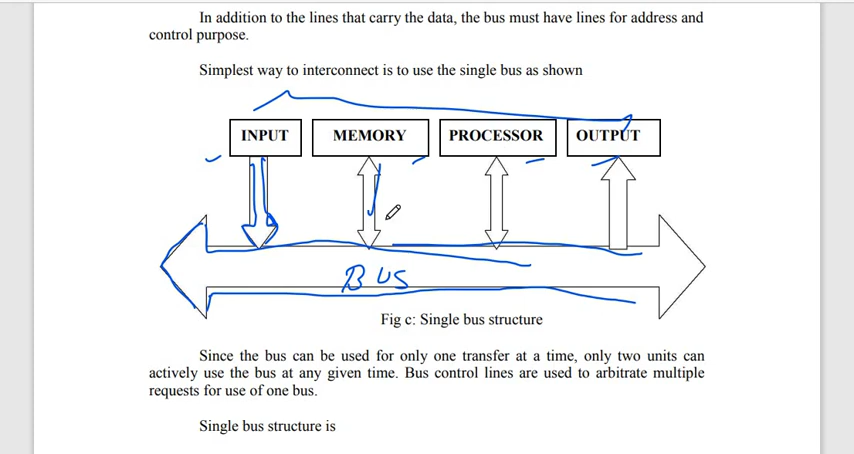 In addition to the lines that carry the data, the bus must have lines for address and
control purpose.
Simplest way to interconnect is to use the single bus as shown
INPUT MEMORY PROCESSOR OUTPUT
BUS
Fig c: Single bus structure
Since the bus can be used for only one transfer at a time, only two units can
actively use the bus at any given time. Bus control lines are used to arbitrate multiple
requests for use of one bus.
Single bus structure is